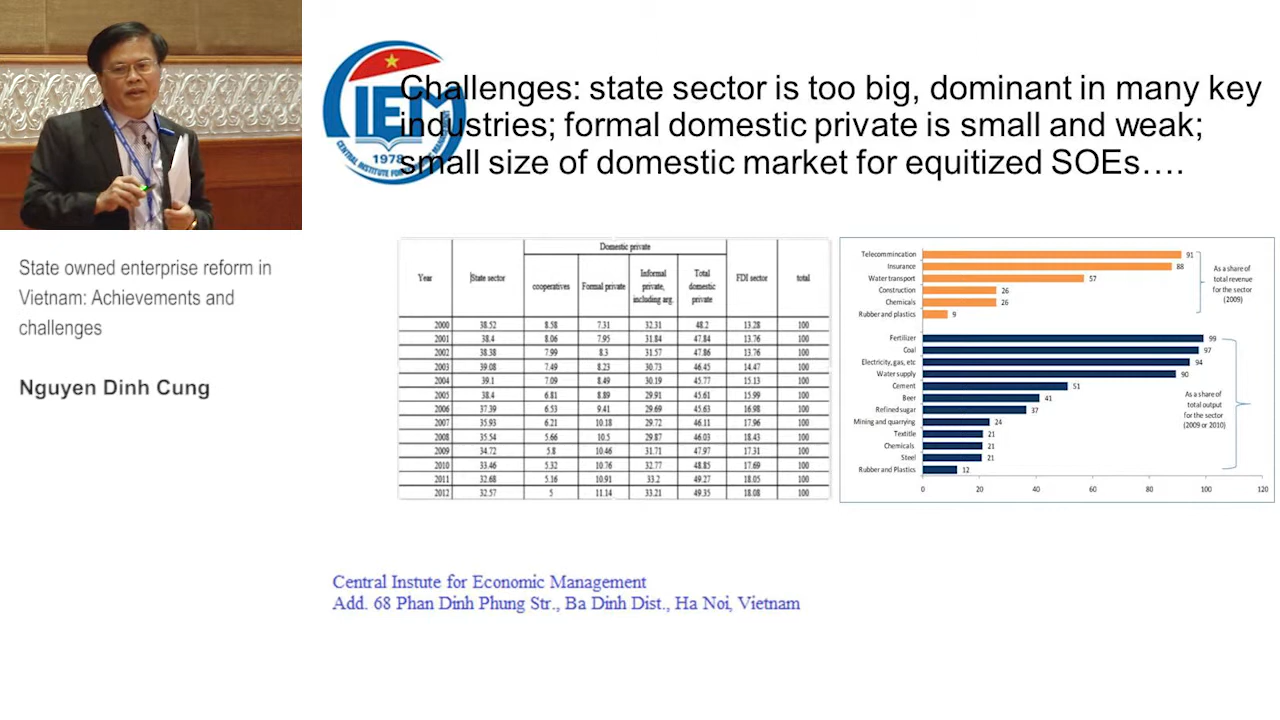 Challenges: state sector is too big, dominant in many key
industries; formal domestic private is small and weak;
small size of domestic market for equitized SOEs….
IEM
1978
CENTRAL INSTITUTE FOR ECONOMIC MANAGEMENT
State owned enterprise reform in
Vietnam: Achievements and
challenges
Nguyen Dinh Cung
Domestic private
Year State sector cooperatives Formal private Informal private, including arg. Total domestic private FDI sector total
2000 38.52 8.58 7.31 32.31 48.2 13.28 100
2001 38.4 8.06 7.95 31.84 47.84 13.76 100
2002 38.38 7.99 8.3 31.57 47.86 13.76 100
2003 39.08 7.49 8.23 30.73 46.45 14.47 100
2004 39.1 7.09 8.49 30.19 45.77 15.13 100
2005 38.4 6.81 8.89 29.91 45.61 15.99 100
2006 37.39 6.53 9.41 29.69 45.63 16.98 100
2007 35.93 6.21 10.18 29.72 46.11 17.96 100
2008 35.54 5.66 10.5 29.87 46.03 18.43 100
2009 34.72 5.8 10.46 31.71 47.97 17.31 100
2010 33.46 5.32 10.76 32.77 48.85 17.69 100
2011 32.68 5.16 10.91 33.2 49.27 18.05 100
2012 32.57 5 11.14 33.21 49.35 18.08 100
Telecommincation 91
Insurance 88
Water transport 57
Construction 26
Chemicals 26
Rubber and plastics 9
As a share of
total revenue
for the sector
(2009)
Fertilizer 99
Coal 97
Electricity, gas, etc 94
Water supply 90
Cement 51
Beer 41
Refined sugar 37
Mining and quarrying 24
Textitle 21
Chemicals 21
Steel 21
Rubber and Plastics 12
As a share of
total output
for the sector
(2009 or 2010)
0 20 40 60 80 100 120
Central Instute for Economic Management
Add. 68 Phan Dinh Phung Str., Ba Dinh Dist., Ha Noi, Vietnam